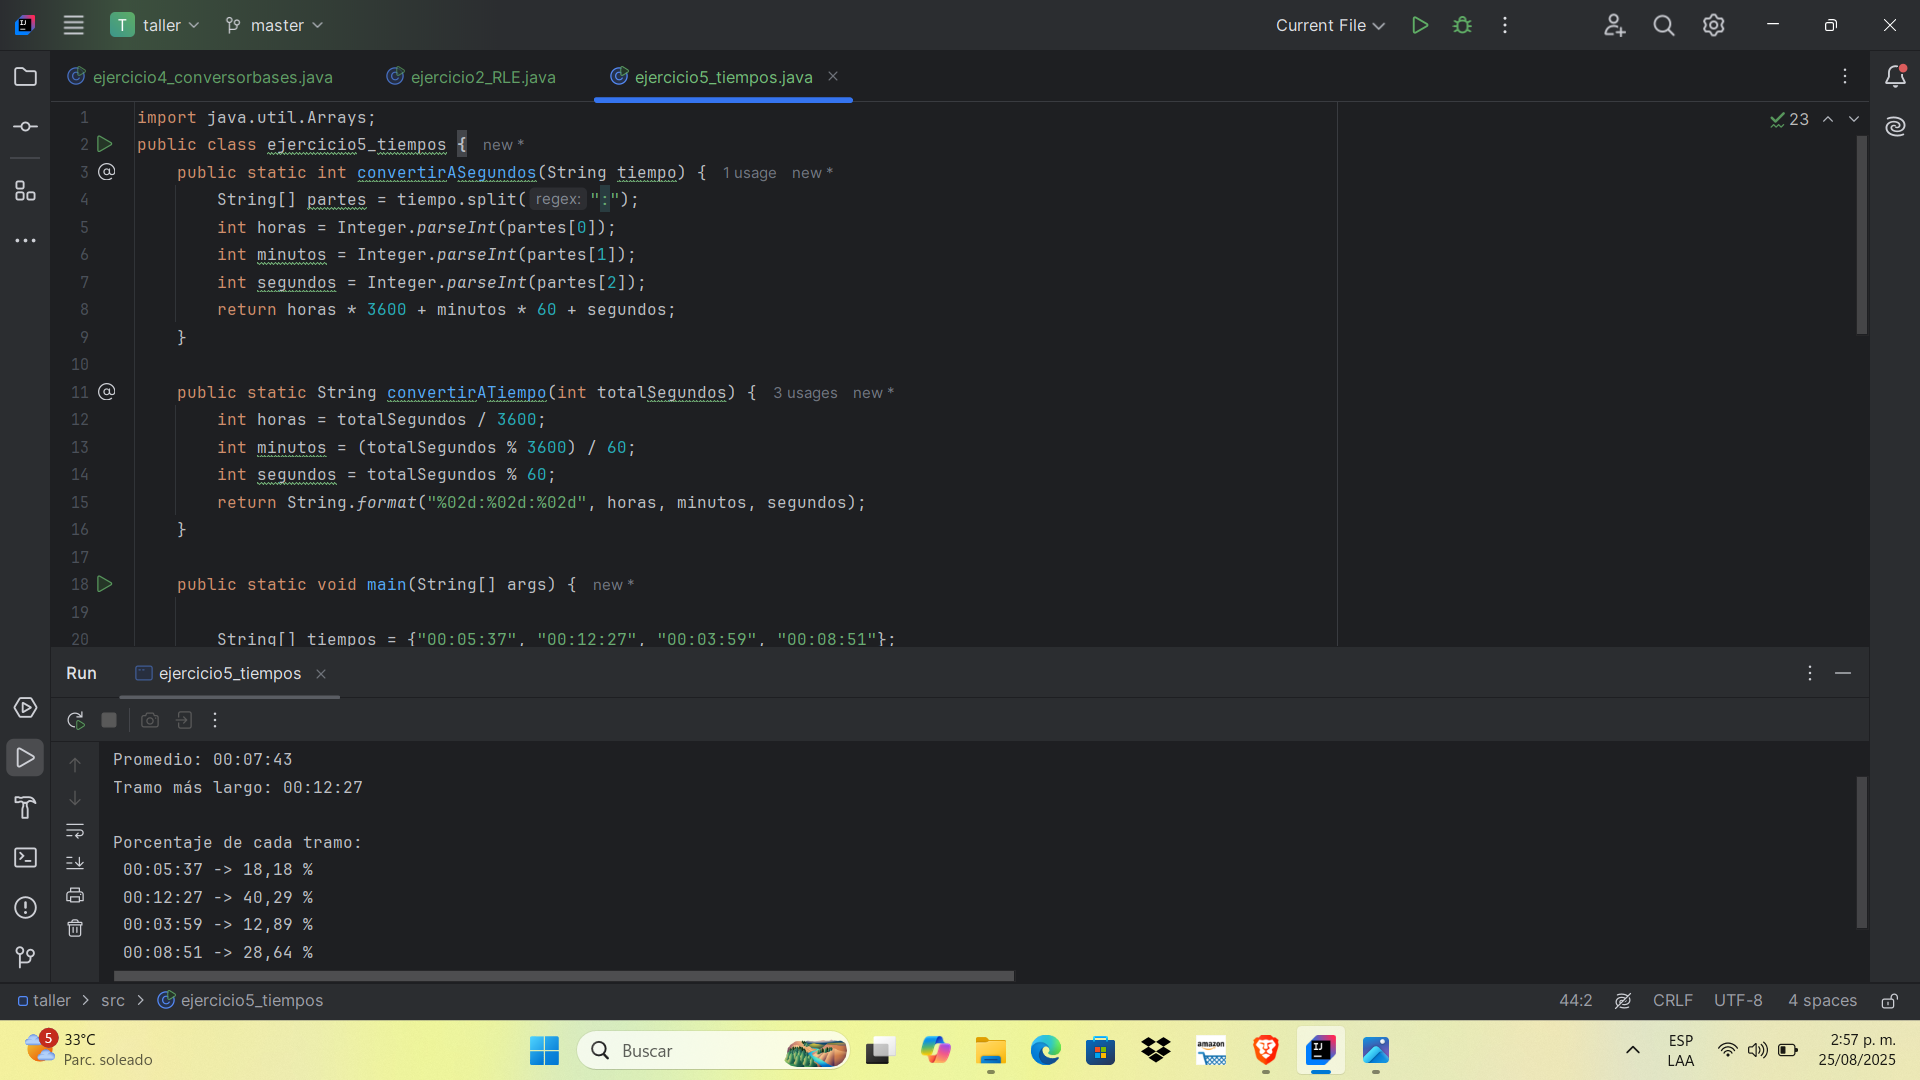 T taller master Current File
ejercicio4_conversorbases.java ejercicio2_RLE.java ejercicio5_tiempos.java
23
1 import java.util.Arrays;
2 public class ejercicio5_tiempos { new *
3 public static int convertirASegundos(String tiempo) { 1 usage new *
4 String[] partes = tiempo.split( regex: ":");
5 int horas = Integer.parseInt(partes[0]);
6 int minutos = Integer.parseInt(partes[1]);
7 int segundos = Integer.parseInt(partes[2]);
8 return horas * 3600 + minutos * 60 + segundos;
9 }
10
11 public static String convertirATiempo(int totalSegundos) { 3 usages new *
12 int horas = totalSegundos / 3600;
13 int minutos = (totalSegundos % 3600) / 60;
14 int segundos = totalSegundos % 60;
15 return String.format("%02d:%02d:%02d", horas, minutos, segundos);
16 }
17
18 public static void main(String[] args) { new *
19
20 String[] tiempos = {"00:05:37", "00:12:27", "00:03:59", "00:08:51"};
Run ejercicio5_tiempos
Promedio: 00:07:43
Tramo más largo: 00:12:27
Porcentaje de cada tramo:
00:05:37 -> 18,18 %
00:12:27 -> 40,29 %
00:03:59 -> 12,89 %
00:08:51 -> 28,64 %
taller > src > ejercicio5_tiempos 44:2 CRLF UTF-8 4 spaces
5
33°C
Parc. soleado
Buscar
amazon
ESP
LAA
2:57 p. m.
25/08/2025